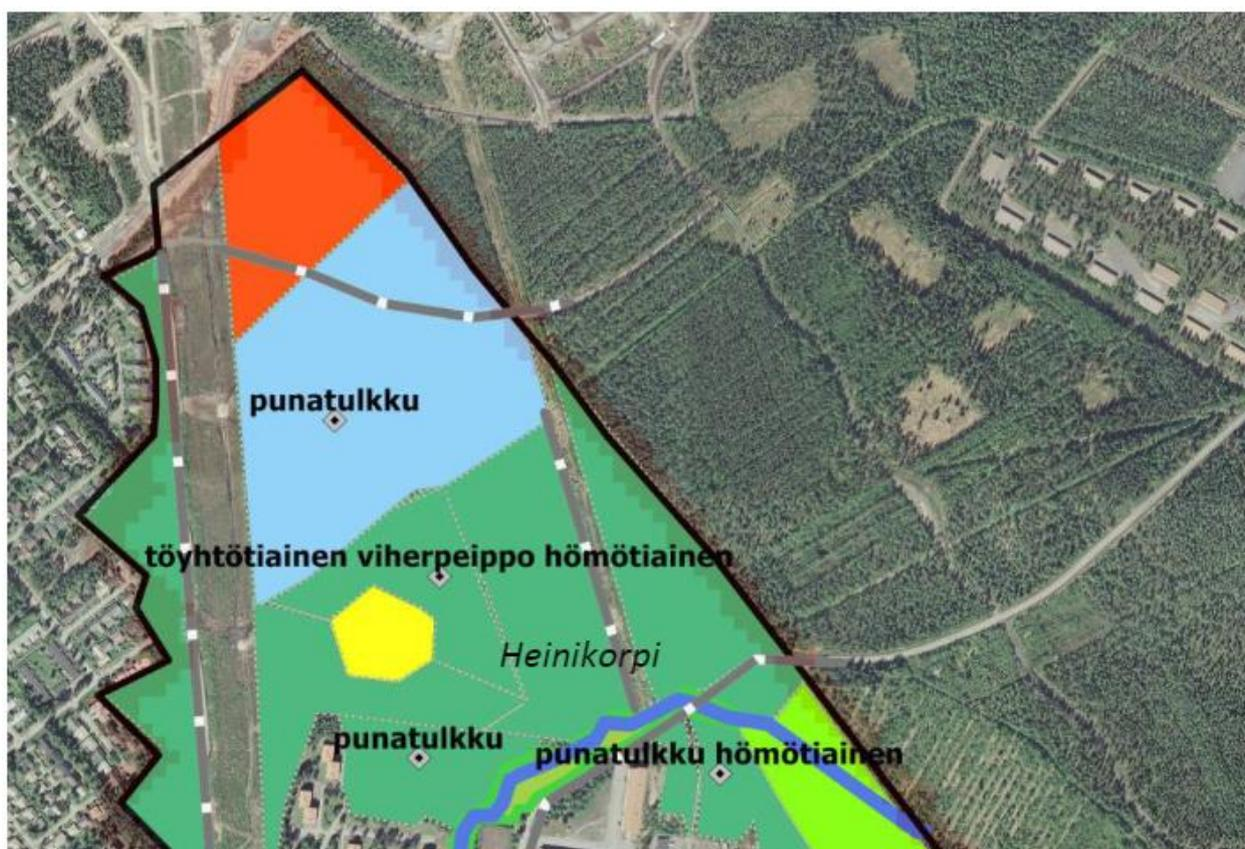 punatulkku
töyhtötiainen viherpeippo hömötiainen
Heinikorpi
punatulkku
punatulkku hömötiainen